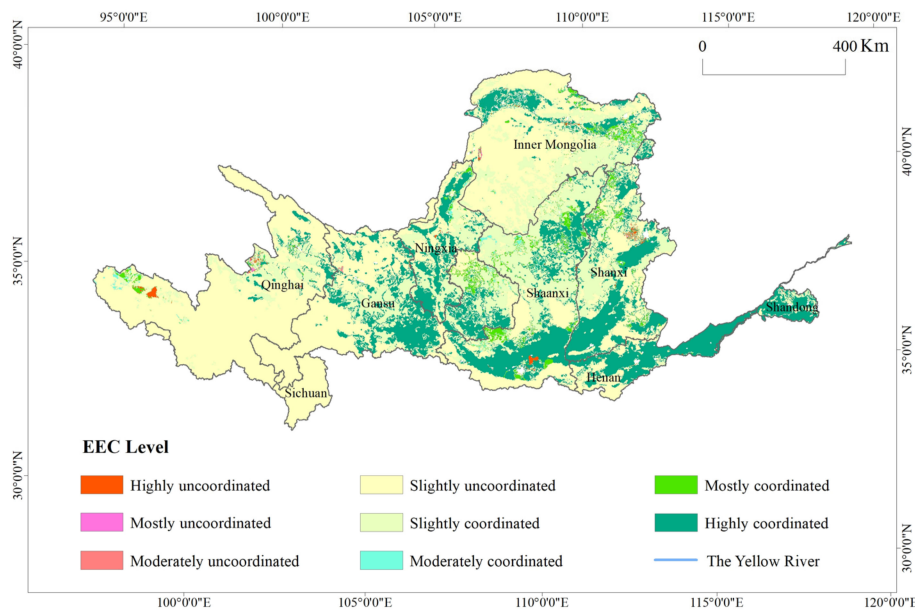 95°0'0"E 100°0'0"E 105°0'0"E 110°0'0"E 115°0'0"E 120°0'0"E
40°0'0"N
0 400 Km
Inner Mongolia
40°0'0"N
Ningxia
35°0'0"N
Qinghai
Gansu
Shaanxi
Shanxi
Shandong
35°0'0"N
Sichuan
Henan
EEC Level
30°0'0"N
Highly uncoordinated Slightly uncoordinated Mostly coordinated
Mostly uncoordinated Slightly coordinated Highly coordinated
Moderately uncoordinated Moderately coordinated The Yellow River
30°0'0"N
100°0'0"E 105°0'0"E 110°0'0"E 115°0'0"E 120°0'0"E